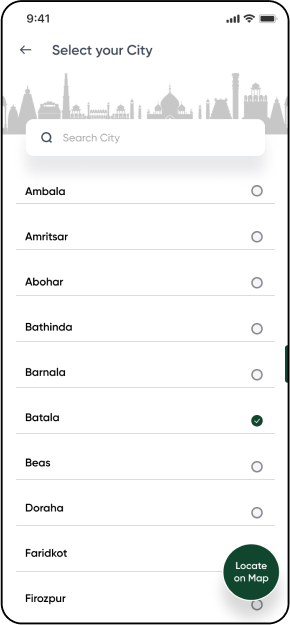 9:41
Select your City
Search City
Ambala
Amritsar
Abohar
Bathinda
Barnala
Batala
Beas
Doraha
Faridkot
Locate
on Map
Firozpur